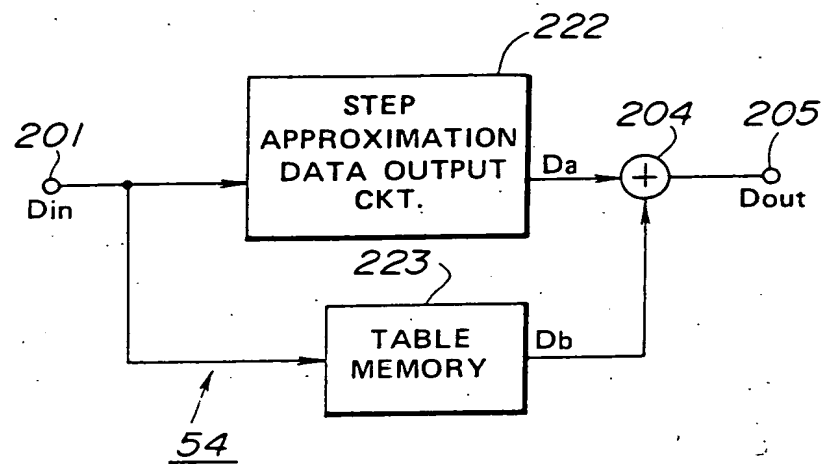 222
STEP
APPROXIMATION
DATA OUTPUT
CKT.
201
Din
Da
204
+
205
Dout
223
TABLE
MEMORY
Db
54